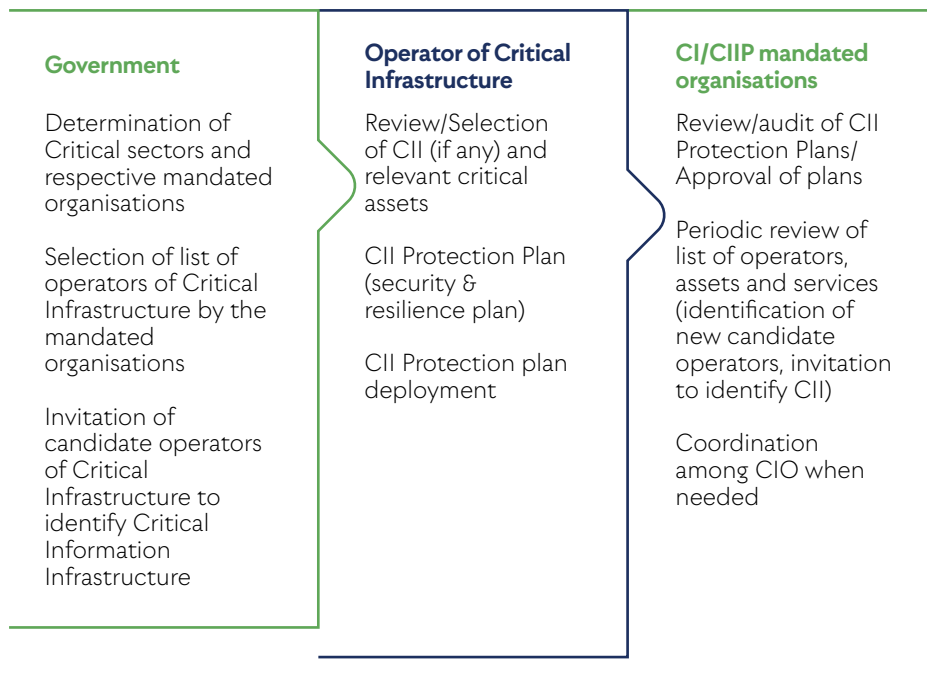 Government
Determination of
Critical sectors and
respective mandated
organisations
Selection of list of
operators of Critical
Infrastructure by the
mandated
organisations
Invitation of
candidate operators
of Critical
Infrastructure to
identify Critical
Information
Infrastructure
Operator of Critical
Infrastructure
Review/Selection
of CII (if any) and
relevant critical
assets
CII Protection Plan
(security &
resilience plan)
CII Protection plan
deployment
CI/CIIP mandated
organisations
Review/audit of CII
Protection Plans/
Approval of plans
Periodic review of
list of operators,
assets and services
(identification of
new candidate
operators, invitation
to identify CII)
Coordination
among CIO when
needed